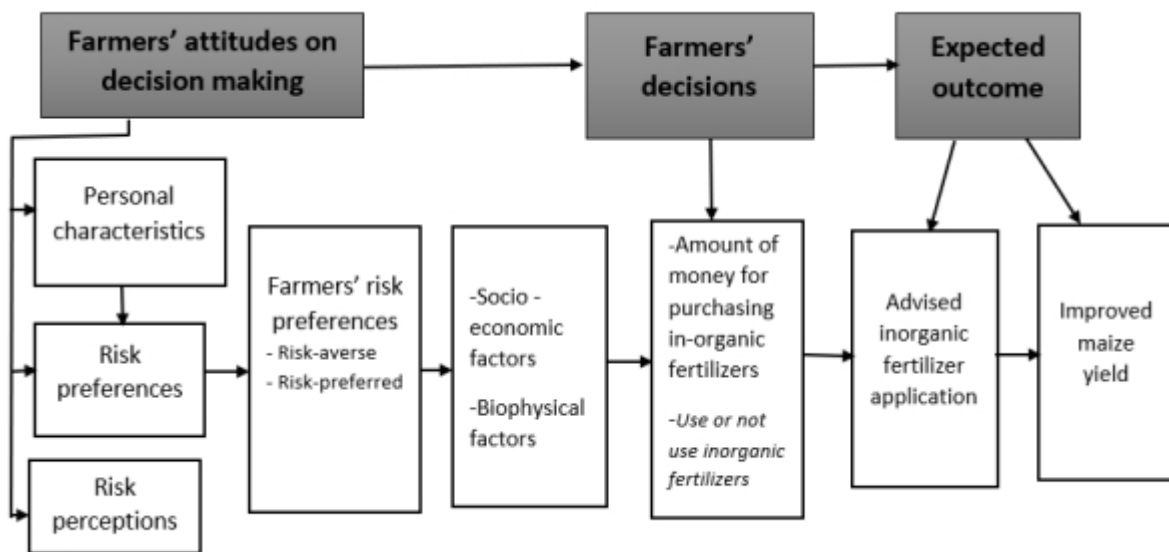 Farmers’ attitudes on
decision making
Farmers’
decisions
Expected
outcome
Personal
characteristics
Risk
preferences
Risk
perceptions
Farmers’ risk
preferences
- Risk-averse
- Risk-preferred
-Socio -
economic
factors
-Biophysical
factors
-Amount of
money for
purchasing
in-organic
fertilizers
-Use or not
use inorganic
fertilizers
Advised
inorganic
fertilizer
application
Improved
maize
yield